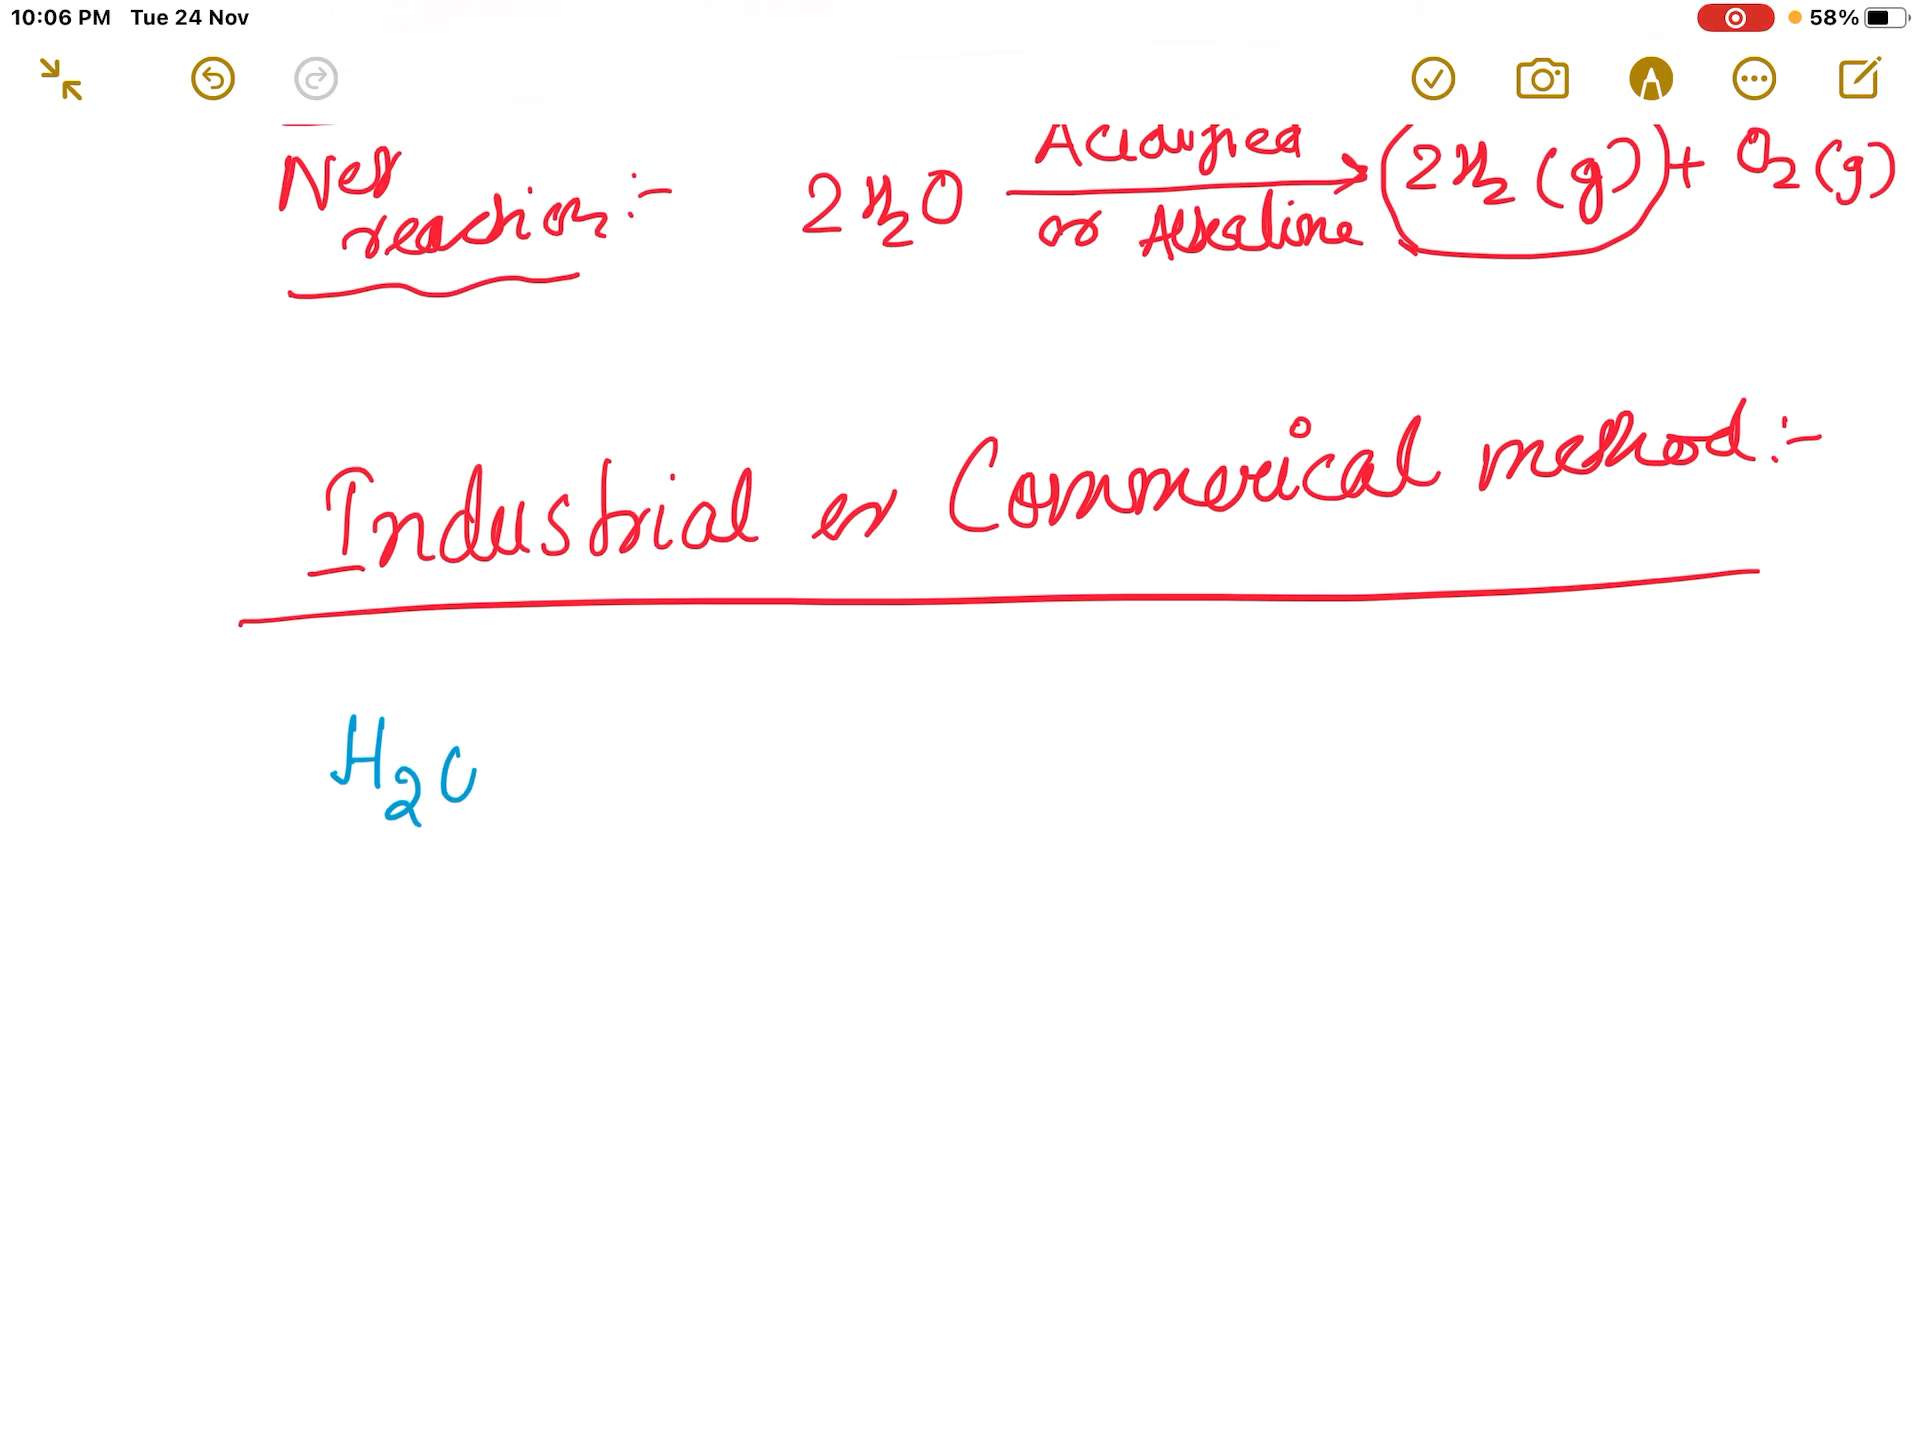 10:06 PM Tue 24 Nov 58%
Net reaction:- 2H₂O Acidified or Alkaline → (2H₂ (g)) + O₂ (g)
Industrial or Commerical method:-
H₂O